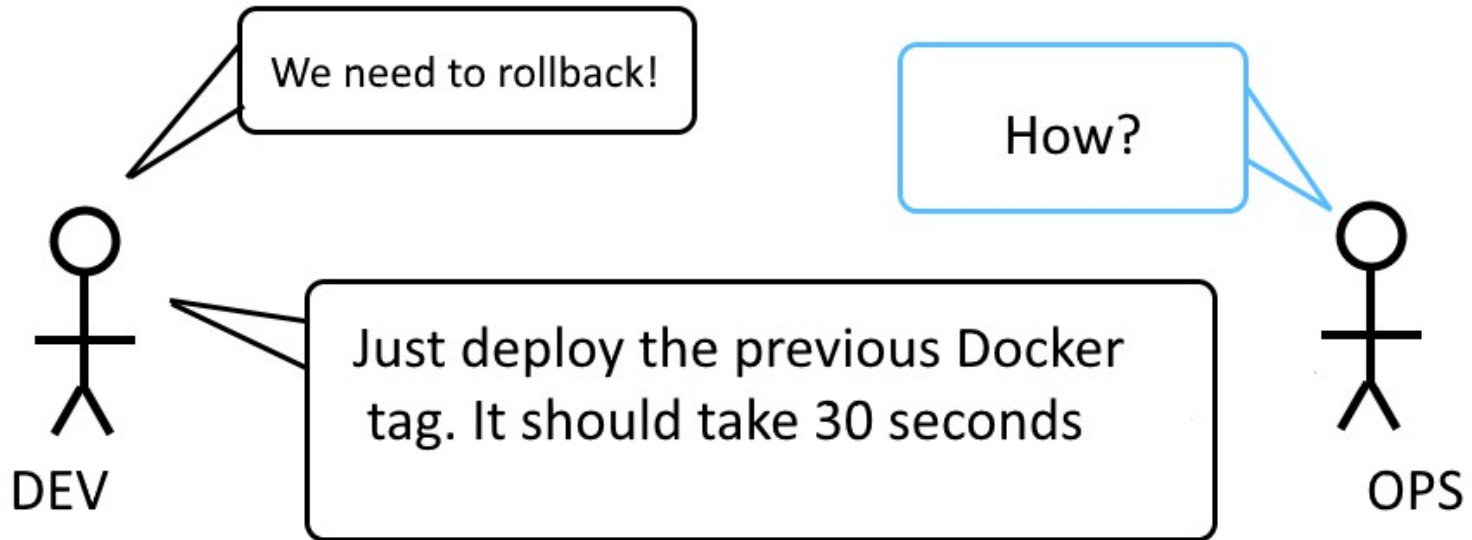 We need to rollback!
How?
Just deploy the previous Docker
tag. It should take 30 seconds
DEV
OPS